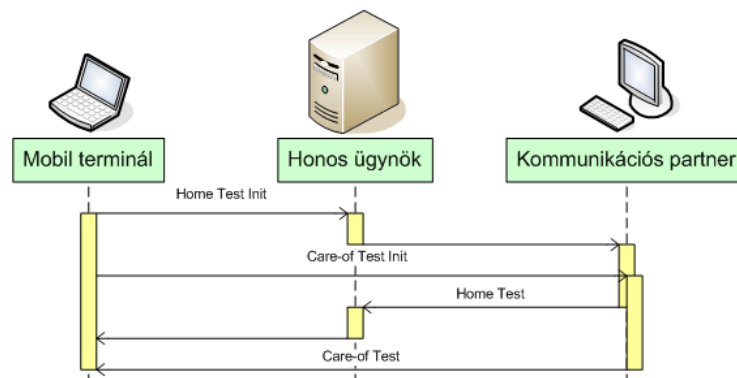 Mobil terminál
Honos ügynök
Kommunikációs partner
Home Test Init
Care-of Test Init
Home Test
Care-of Test